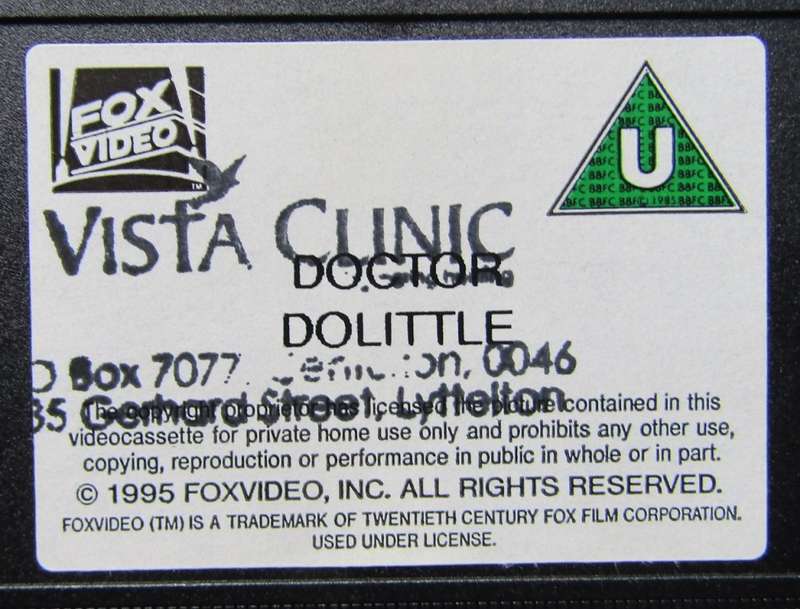 FOX
VIDEO
TM
U
BBFC 1985
VISTA CLINIC
DOCTOR
DOLITTLE
Box 7077, 0046
35 Gerhard Street, Lyttelton
The copyright proprietor has licensed the picture contained in this
videocassette for private home use only and prohibits any other use,
copying, reproduction or performance in public in whole or in part.
© 1995 FOXVIDEO, INC. ALL RIGHTS RESERVED.
FOXVIDEO (TM) IS A TRADEMARK OF TWENTIETH CENTURY FOX FILM CORPORATION.
USED UNDER LICENSE.